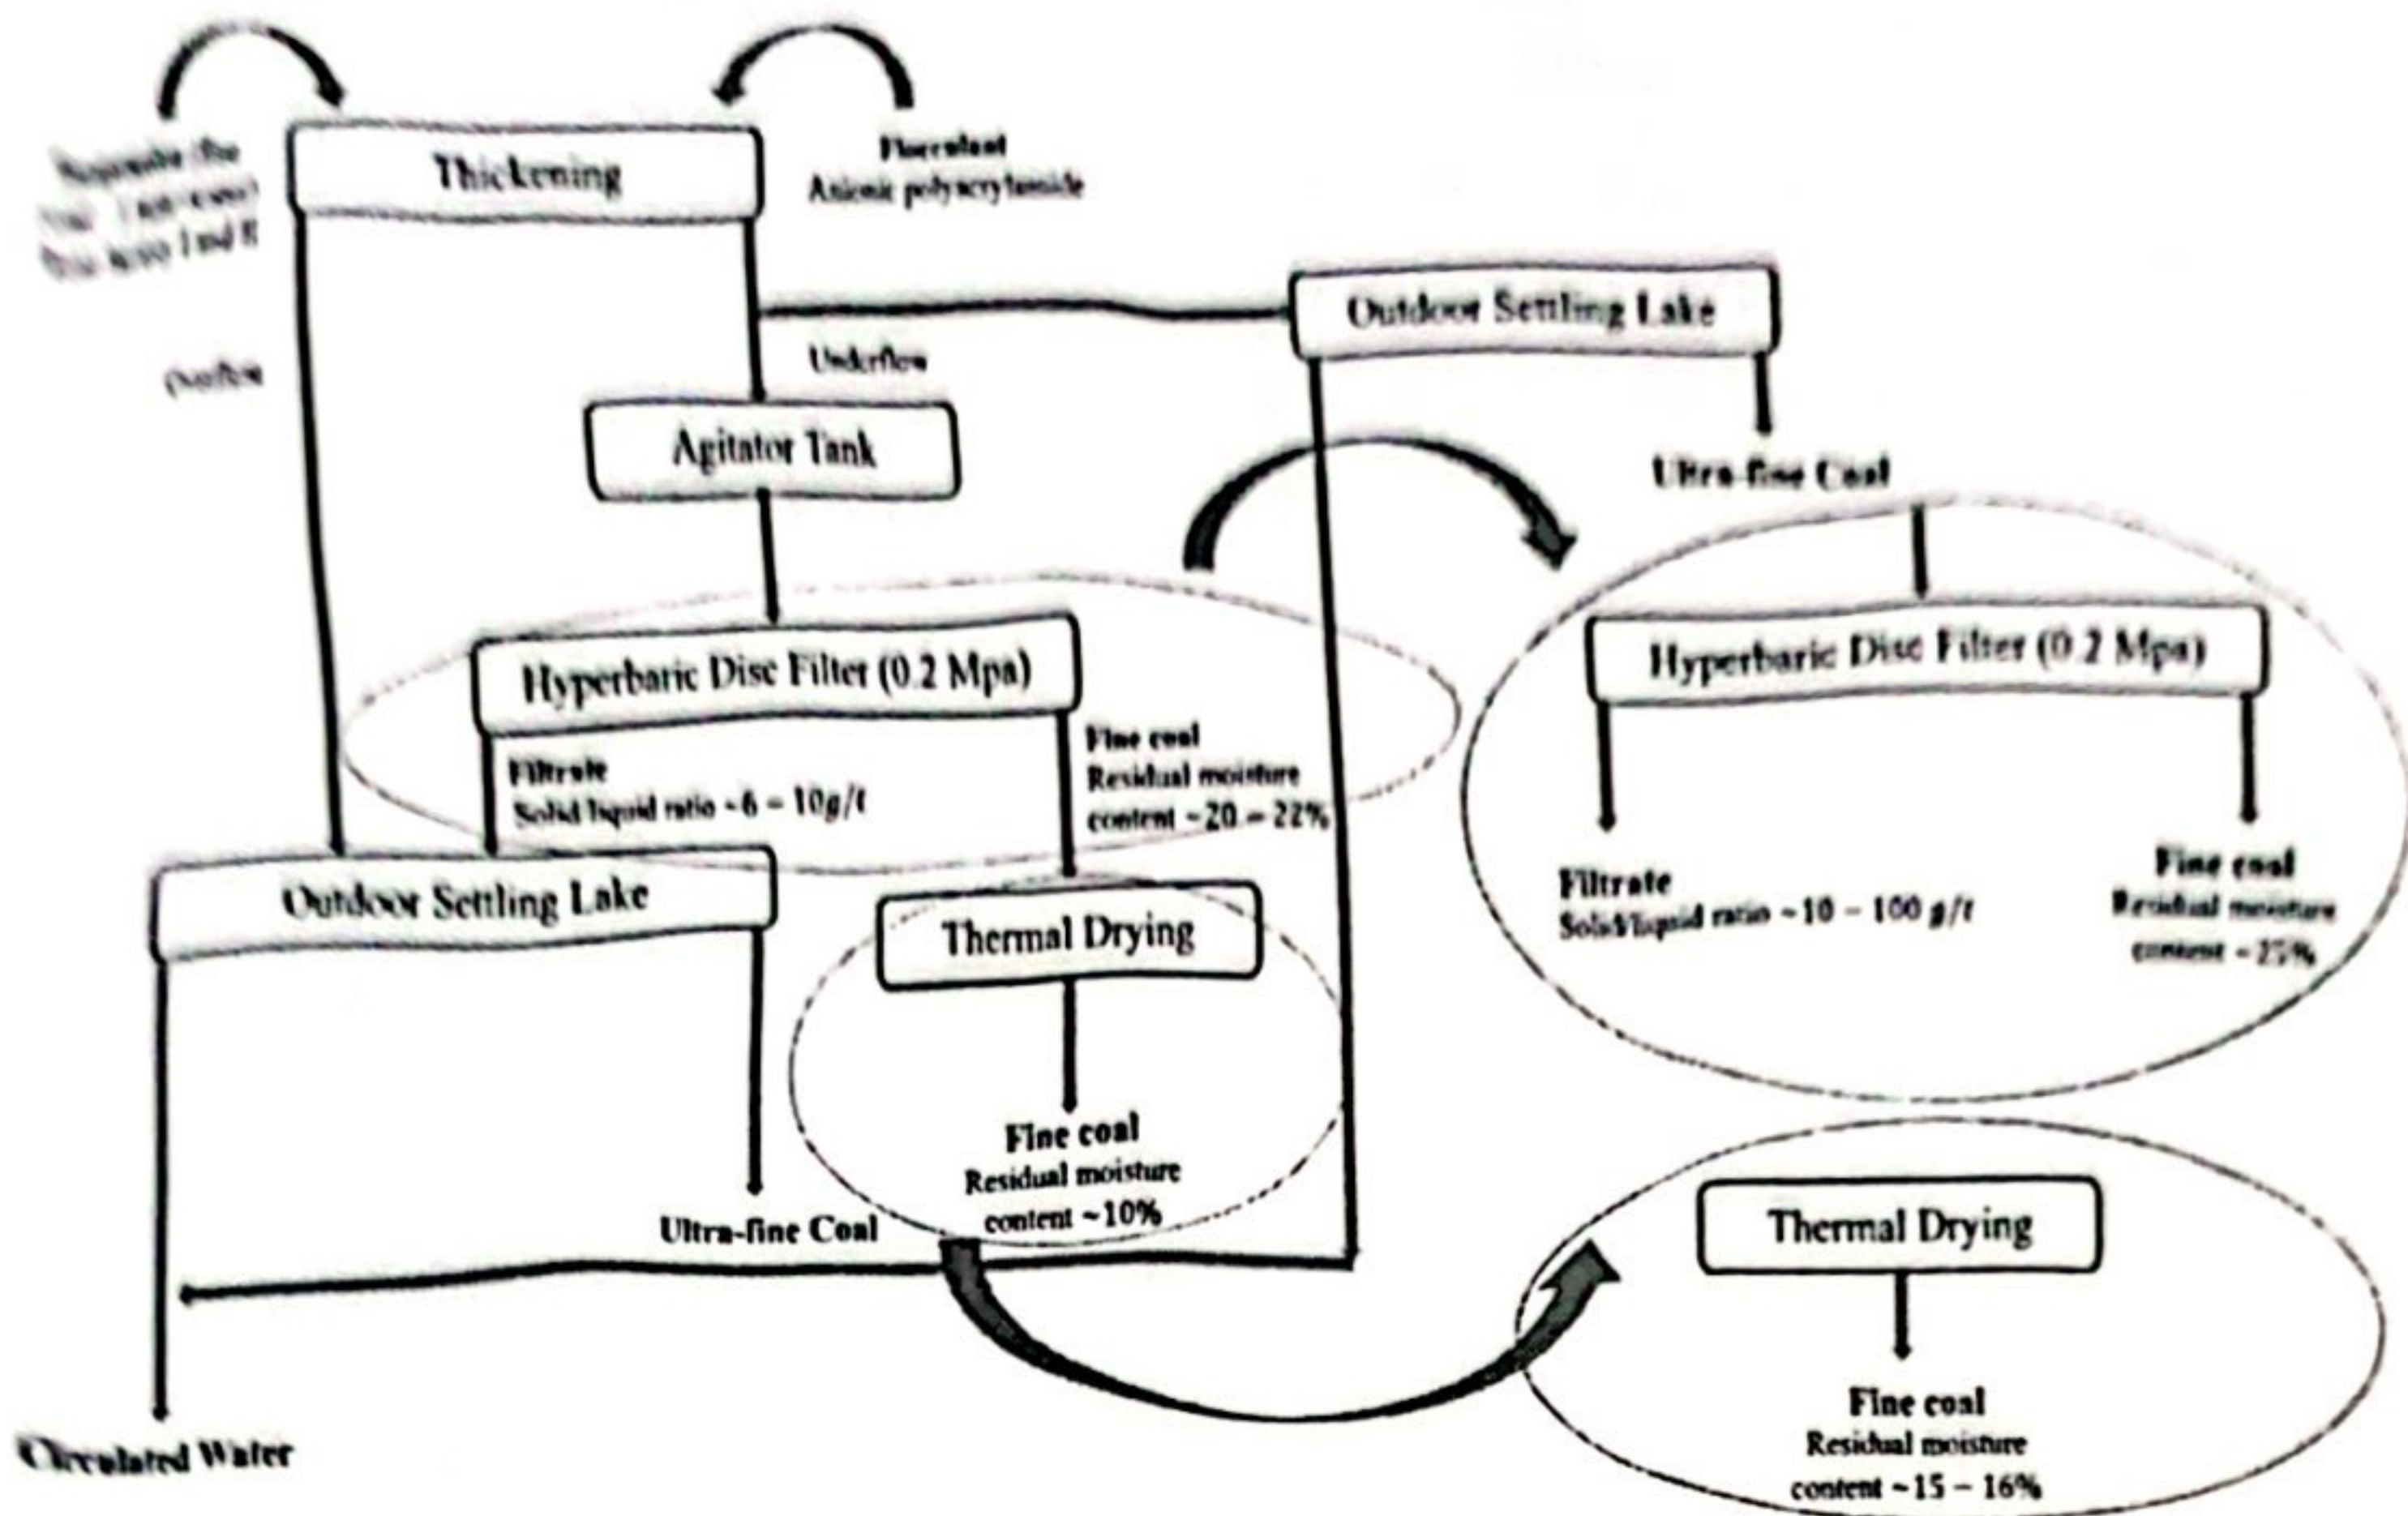 Thickening
Flocculant
Anionic polyacrylamide
I and II
Outdoor Settling Lake
Overflow
Underflow
Agitator Tank
Ultra-fine Coal
Hyperbaric Disc Filter (0.2 Mpa)
Hyperbaric Disc Filter (0.2 Mpa)
Filtrate
Solid/liquid ratio ~6 – 10g/t
Fine coal
Residual moisture
content ~20 – 22%
Filtrate
Solid/liquid ratio ~10 – 100 g/t
Fine coal
Residual moisture
content ~25%
Outdoor Settling Lake
Thermal Drying
Fine coal
Residual moisture
content ~10%
Ultra-fine Coal
Thermal Drying
Fine coal
Residual moisture
content ~15 – 16%
Circulated Water